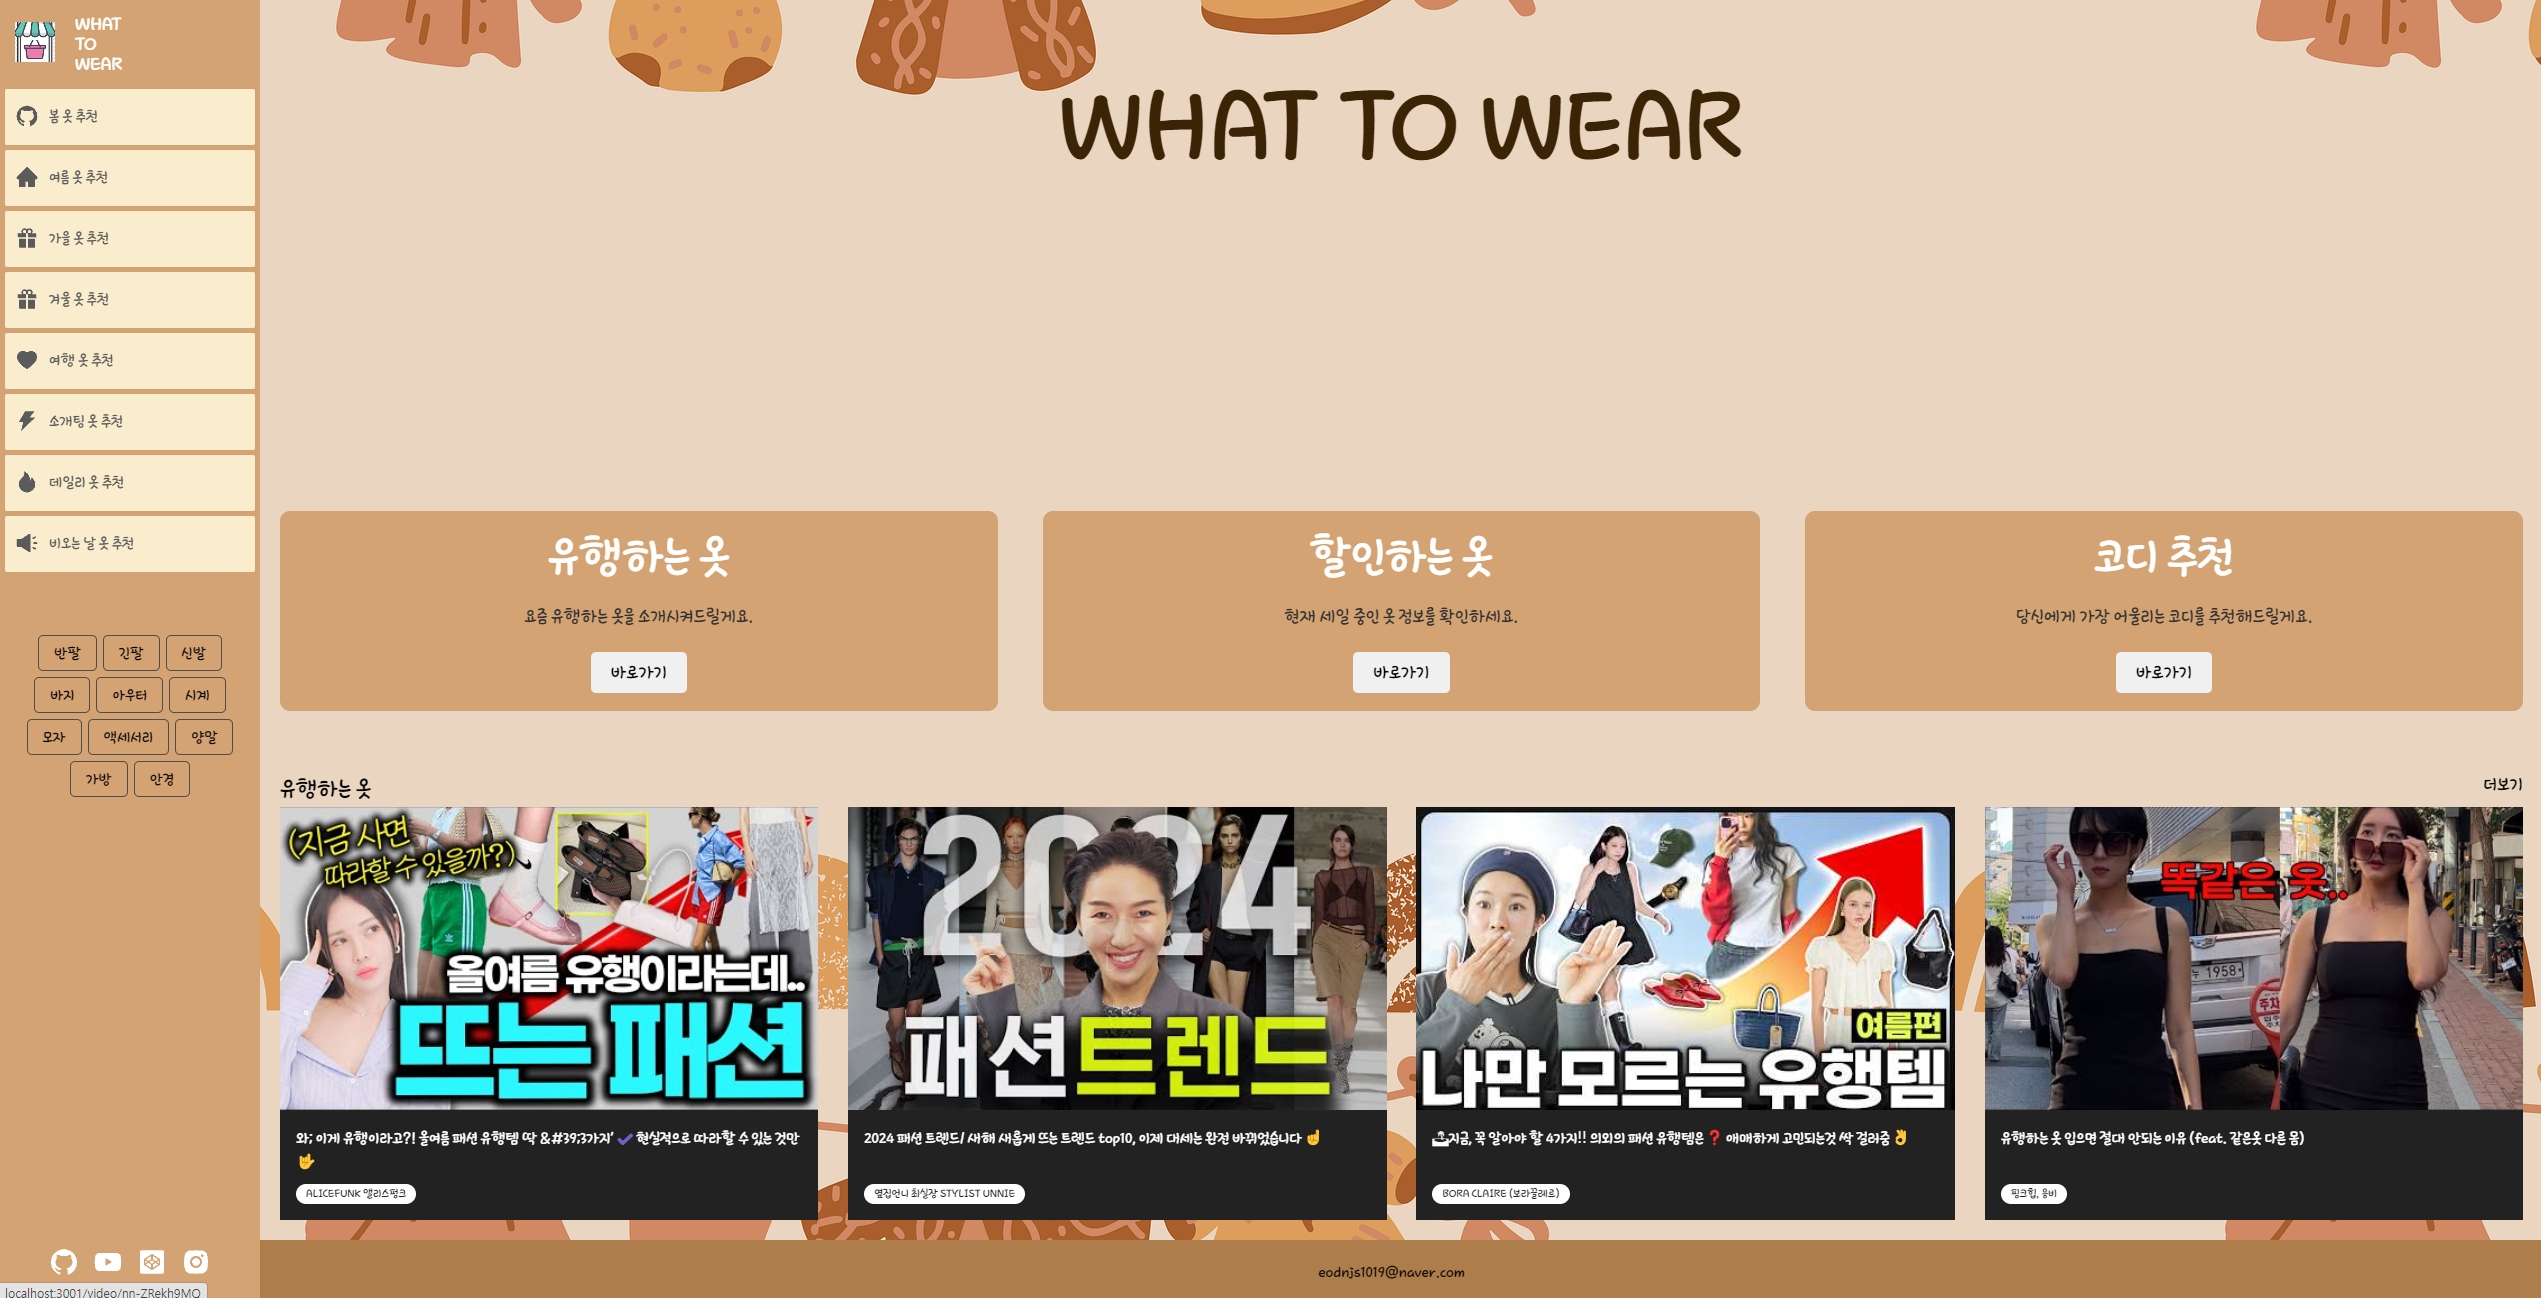 WHAT
TO
WEAR
봄 옷 추천
여름 옷 추천
가을 옷 추천
겨울 옷 추천
여행 옷 추천
소개팅 옷 추천
데일리 옷 추천
비오는 날 옷 추천
반팔 긴팔 신발
바지 아우터 시계
모자 액세서리 양말
가방 안경
localhost:3001/video/nn-ZRekh9MQ
WHAT TO WEAR
유행하는 옷
요즘 유행하는 옷을 소개시켜드릴게요.
바로가기
할인하는 옷
현재 세일 중인 옷 정보를 확인하세요.
바로가기
코디 추천
당신에게 가장 어울리는 코디를 추천해드릴게요.
바로가기
유행하는 옷
더보기
(지금 사면
따라할 수 있을까?)
올여름 유행이라는데..
뜨는 패션
와; 이게 유행이라고?! 올여름 패션 유행템 딱 &#39;3가지' ✔ 현실적으로 따라할 수 있는 것만
🤟
ALICEFUNK 앨리스펑크
2024
패션트렌드
2024 패션 트렌드/ 새해 새롭게 뜨는 트렌드 top10, 이제 대세는 완전 바뀌었습니다 ☝
옆집언니 최실장 STYLIST UNNIE
여름편
나만 모르는 유행템
지금, 꼭 알아야 할 4가지!! 의외의 패션 유행템은 ❓ 애매하게 고민되는것 싹 걸러줌 👌
BORA CLAIRE (보라끌레르)
똑같은 옷..
1958
유행하는 옷 입으면 절대 안되는 이유 (feat. 같은옷 다른 몸)
핑크힙, 옹비
eodnjs1019@naver.com